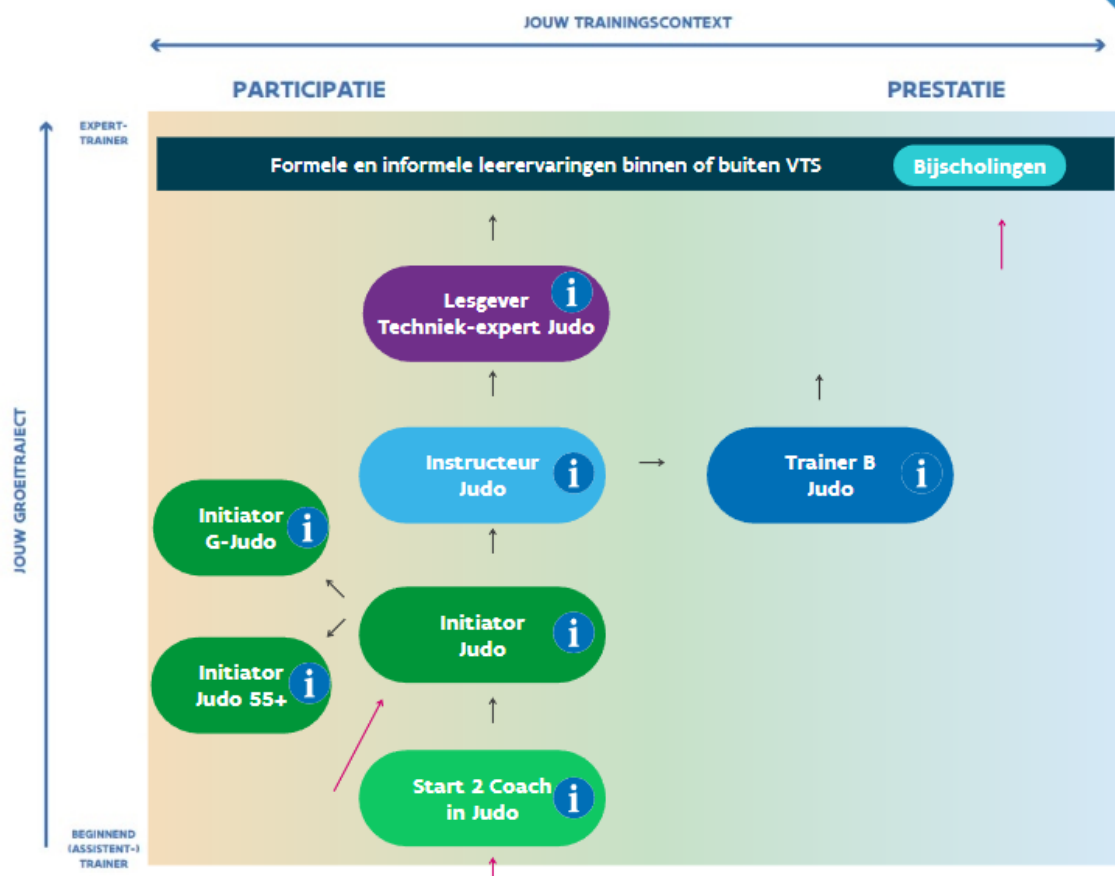 JOUW TRAININGSCONTEXT
PARTICIPATIE
PRESTATIE
EXPERT-
TRAINER
Formele en informele leerervaringen binnen of buiten VTS
Bijscholingen
Lesgever
Techniek-expert Judo
i
Instructeur
Judo
i
Trainer B
Judo
i
JOUW GROEITRAJECT
Initiator
G-Judo
i
Initiator
Judo
i
Initiator
Judo 55+
i
Start 2 Coach
in Judo
i
BEGINNEND
(ASSISTENT-)
TRAINER